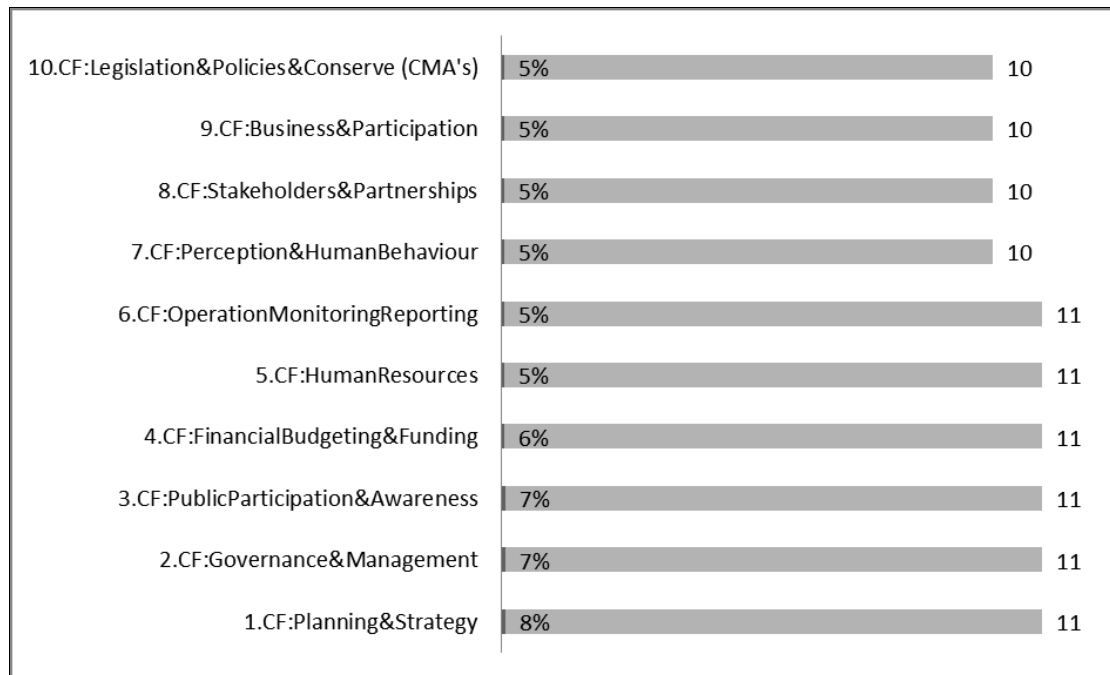 10.CF:Legislation&Policies&Conserve (CMA's) 5% 10
9.CF:Business&Participation 5% 10
8.CF:Stakeholders&Partnerships 5% 10
7.CF:Perception&HumanBehaviour 5% 10
6.CF:OperationMonitoringReporting 5% 11
5.CF:HumanResources 5% 11
4.CF:FinancialBudgeting&Funding 6% 11
3.CF:PublicParticipation&Awareness 7% 11
2.CF:Governance&Management 7% 11
1.CF:Planning&Strategy 8% 11